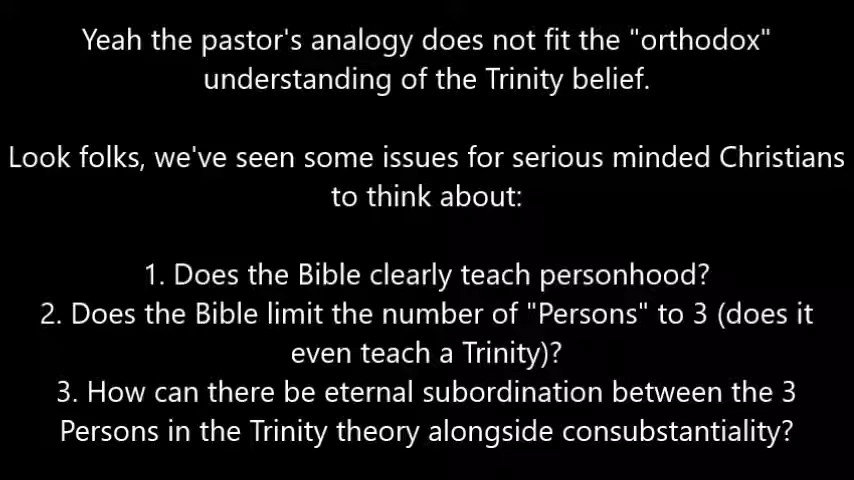 Yeah the pastor's analogy does not fit the "orthodox"
understanding of the Trinity belief.
Look folks, we've seen some issues for serious minded Christians
to think about:
1. Does the Bible clearly teach personhood?
2. Does the Bible limit the number of "Persons" to 3 (does it
even teach a Trinity)?
3. How can there be eternal subordination between the 3
Persons in the Trinity theory alongside consubstantiality?